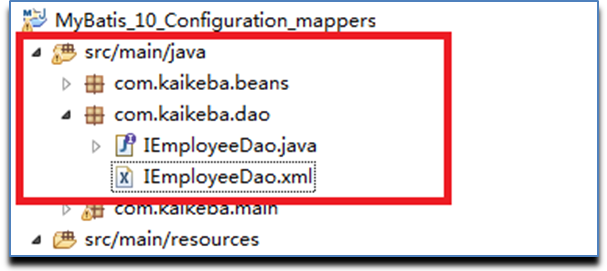 MyBatis_10_Configuration_mappers
src/main/java
com.kaikeba.beans
com.kaikeba.dao
IEmployeeDao.java
IEmployeeDao.xml
com.kaikeba.main
src/main/resources